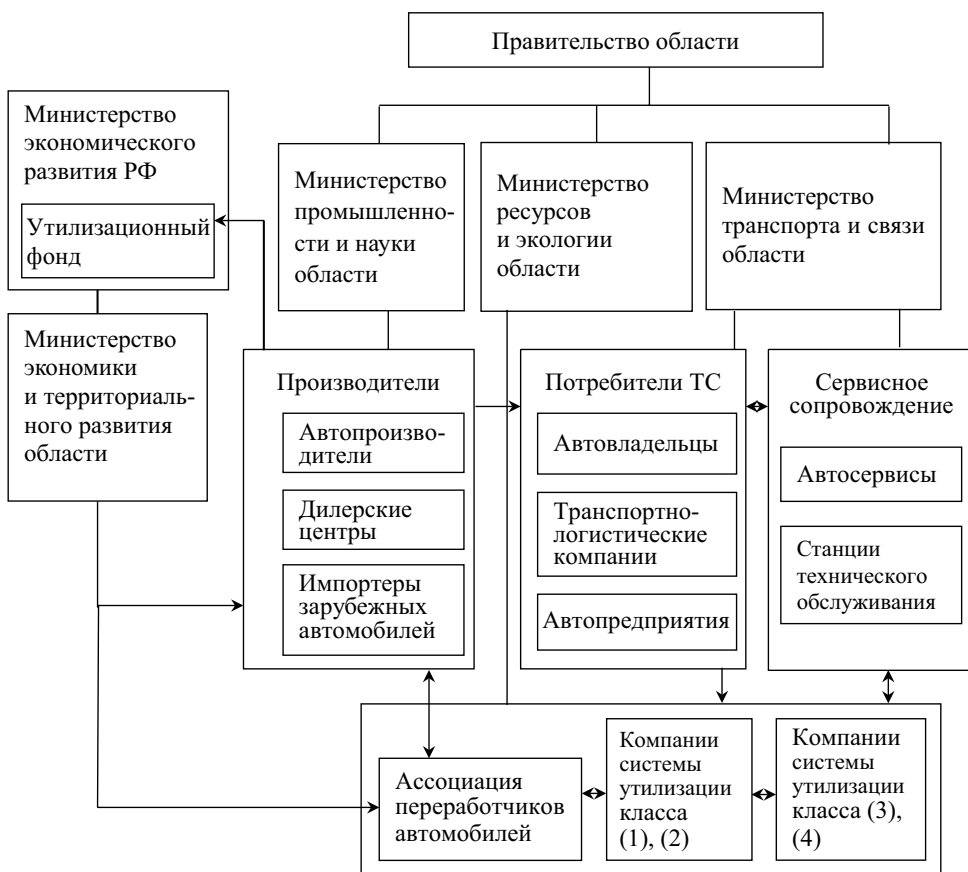 Правительство области
Министерство
экономического
развития РФ
Утилизационный
фонд
Министерство
промышленно-
сти и науки
области
Министерство
ресурсов
и экологии
области
Министерство
транспорта и связи
области
Министерство
экономики
и территориаль-
ного развития
области
Производители
Автопроизво-
дители
Дилерские
центры
Импортеры
зарубежных
автомобилей
Потребители ТС
Автовладельцы
Транспортно-
логистические
компании
Автопредприятия
Сервисное
сопровождение
Автосервисы
Станции
технического
обслуживания
Ассоциация
переработчиков
автомобилей
Компании
системы
утилизации
класса
(1), (2)
Компании
системы
утилизации
класса (3),
(4)